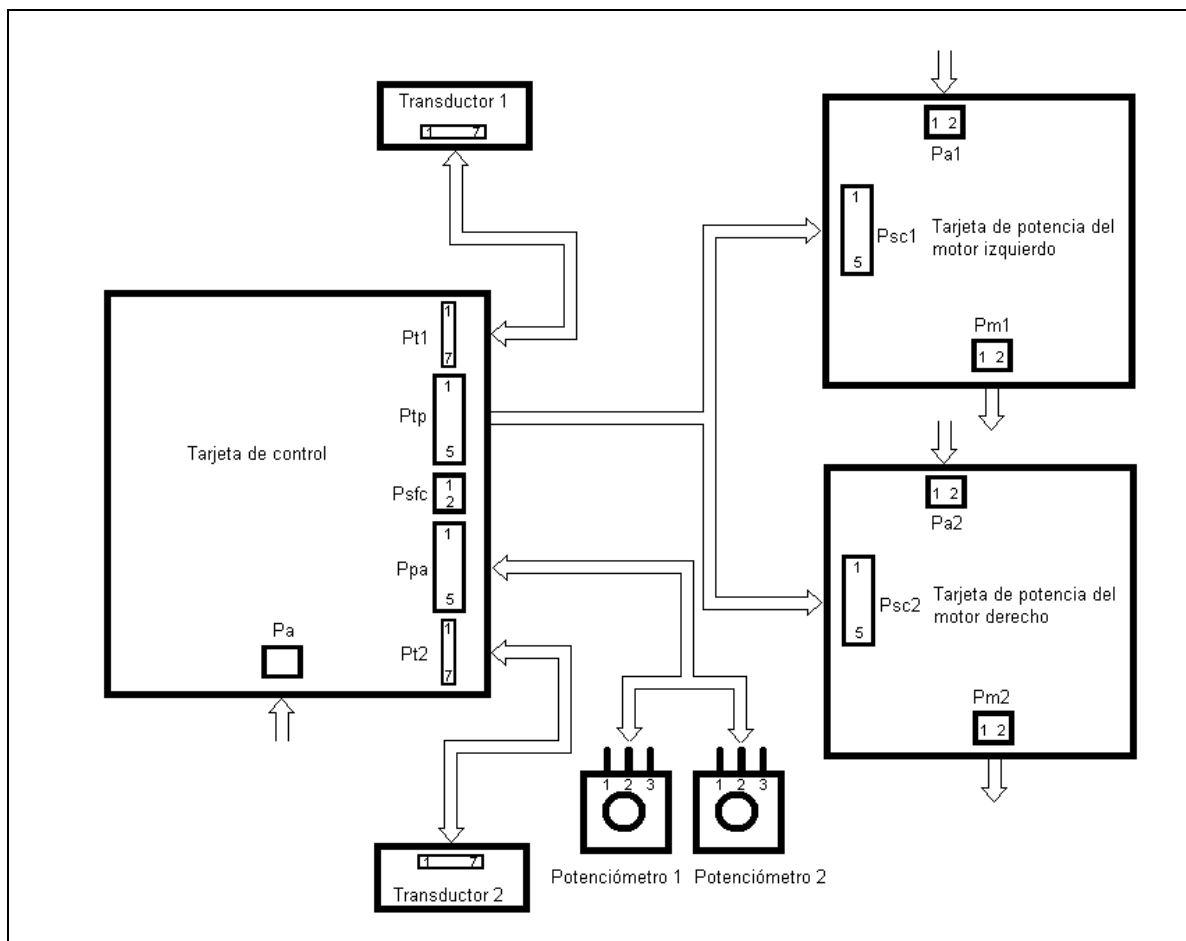 Transductor 1
1 7
1 2
Pa1
1
Psc1
5
Tarjeta de potencia del
motor izquierdo
Pm1
1 2
Tarjeta de control
Pt1
1
7
Ptp
1
5
Psfc
1
2
Ppa
1
5
Pt2
1
7
Pa
1 2
Pa2
1
Psc2
5
Tarjeta de potencia del
motor derecho
Pm2
1 2
1 2 3
1 2 3
Potenciómetro 1
Potenciómetro 2
1 7
Transductor 2